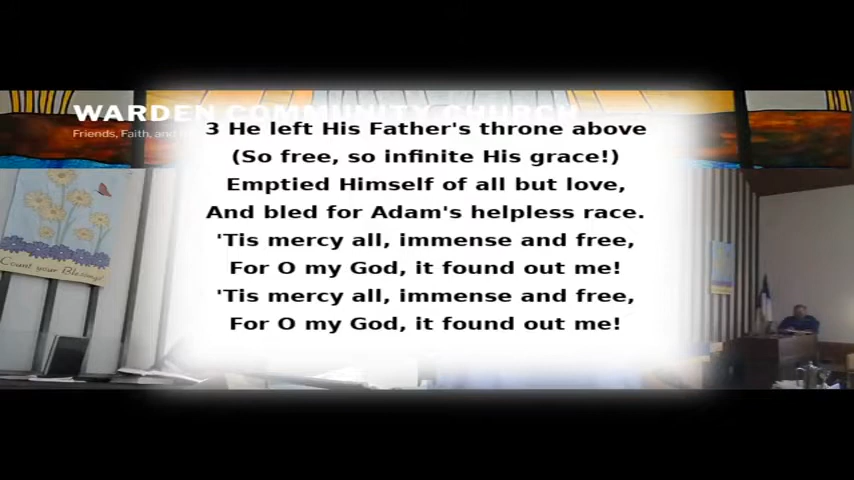 WARDEN COMMUNITY CHURCH
Friends, Faith, and
3 He left His Father's throne above
(So free, so infinite His grace!)
Emptied Himself of all but love,
And bled for Adam's helpless race.
'Tis mercy all, immense and free,
For O my God, it found out me!
'Tis mercy all, immense and free,
For O my God, it found out me!
Count your Blessings